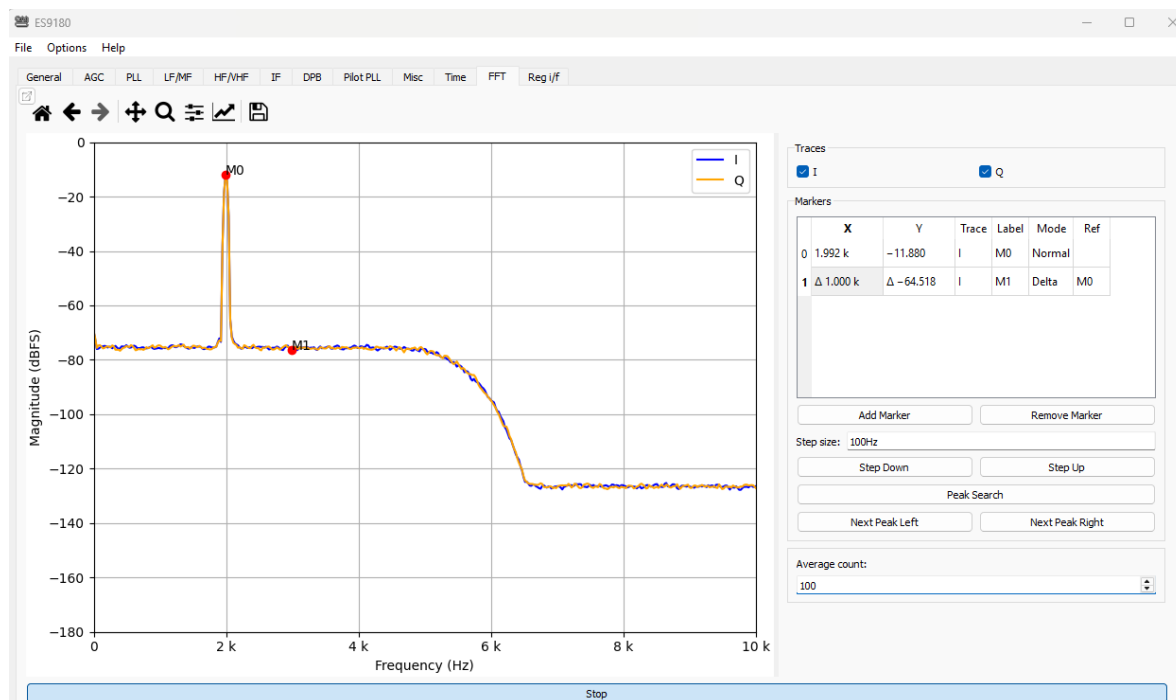 ES9180
File Options Help
General AGC PLL LF/MF HF/VHF IF DPB Pilot PLL Misc Time FFT Reg i/f
0
−20
−40
−60
−80
−100
−120
−140
−160
−180
Magnitude (dBFS)
M0
M1
I
Q
0 2 k 4 k 6 k 8 k 10 k
Frequency (Hz)
Traces
I Q
Markers
X Y Trace Label Mode Ref
0 1.992 k −11.880 I M0 Normal
1 Δ 1.000 k Δ −64.518 I M1 Delta M0
Add Marker Remove Marker
Step size: 100Hz
Step Down Step Up
Peak Search
Next Peak Left Next Peak Right
Average count:
100
Stop